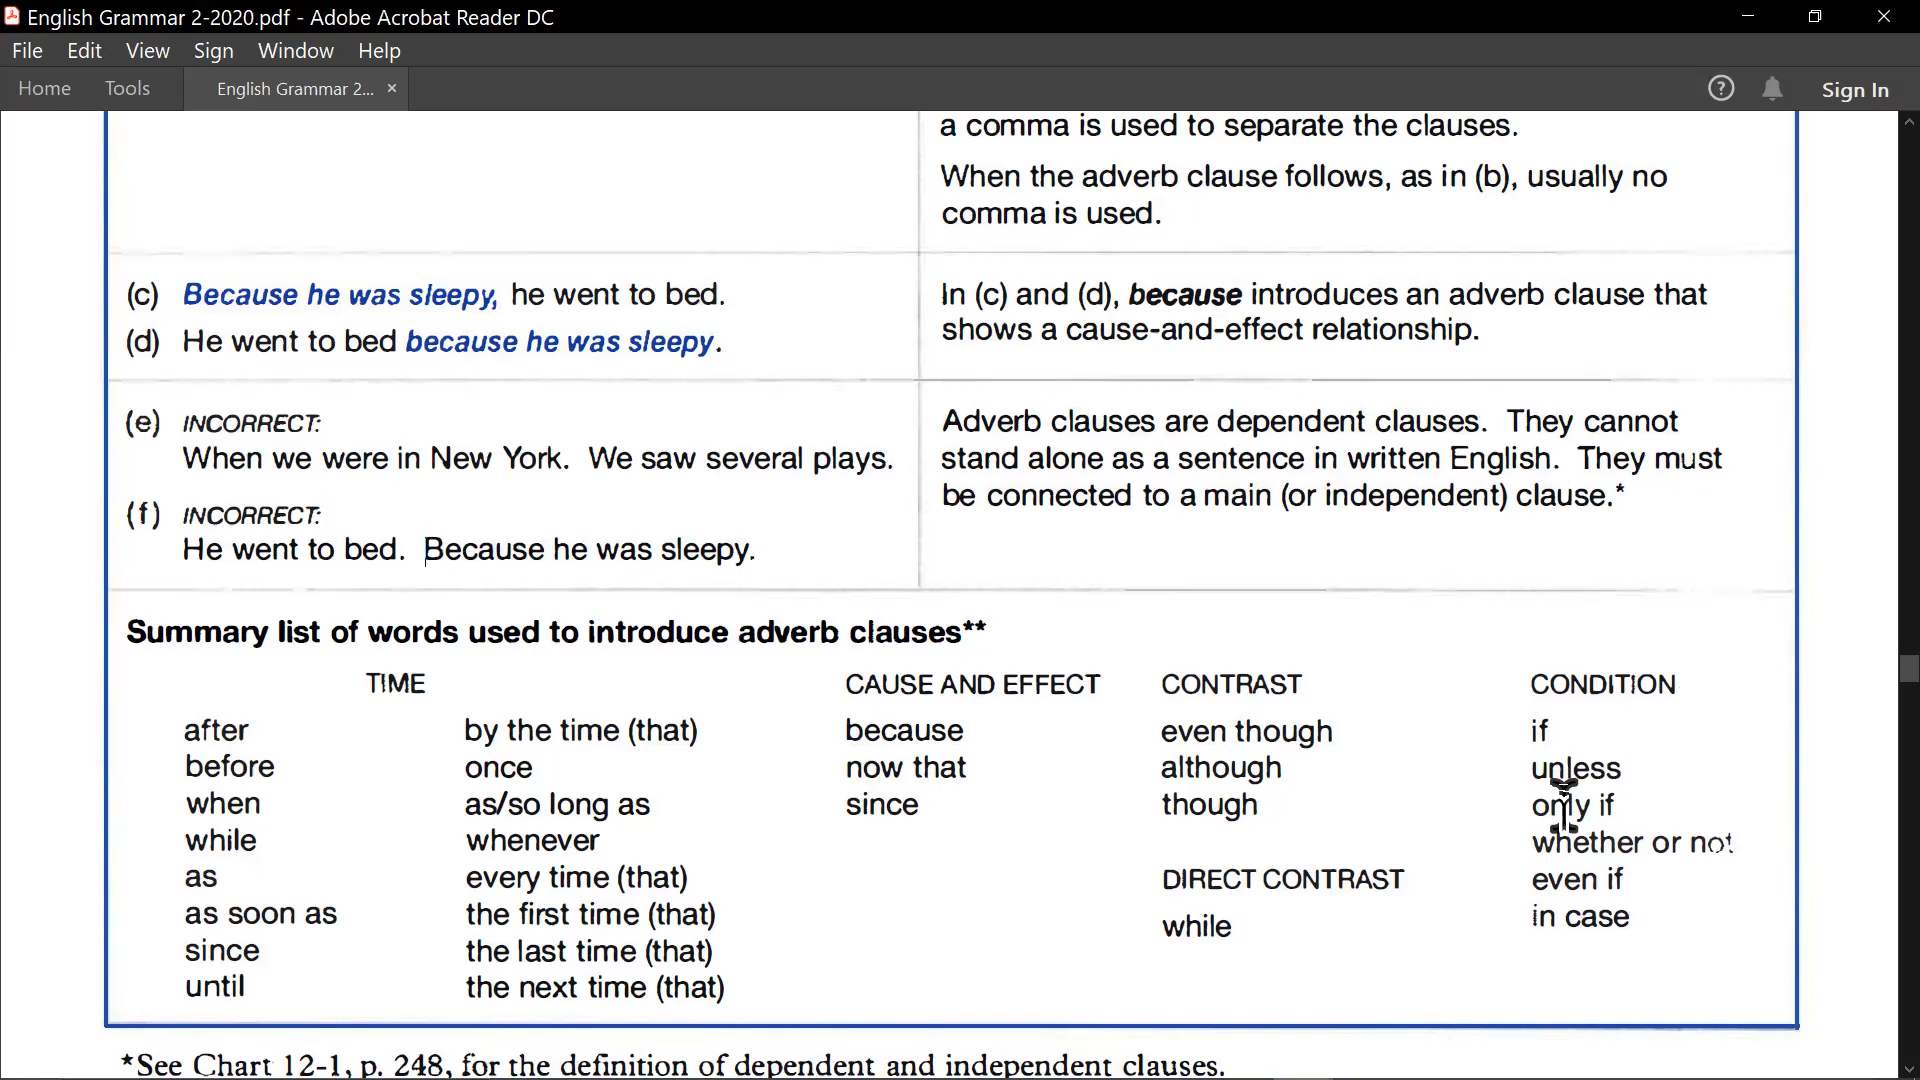 English Grammar 2-2020.pdf - Adobe Acrobat Reader DC
File Edit View Sign Window Help
Home Tools English Grammar 2... × ? Sign In
a comma is used to separate the clauses.
When the adverb clause follows, as in (b), usually no
comma is used.
(c) Because he was sleepy, he went to bed.
(d) He went to bed because he was sleepy.
In (c) and (d), because introduces an adverb clause that
shows a cause-and-effect relationship.
(e) INCORRECT:
When we were in New York. We saw several plays.
(f) INCORRECT:
He went to bed. Because he was sleepy.
Adverb clauses are dependent clauses. They cannot
stand alone as a sentence in written English. They must
be connected to a main (or independent) clause.*
Summary list of words used to introduce adverb clauses**
TIME CAUSE AND EFFECT CONTRAST CONDITION
after by the time (that) because even though if
before once now that although unless
when as/so long as since though only if
while whenever whether or not
as every time (that) DIRECT CONTRAST even if
as soon as the first time (that) while in case
since the last time (that)
until the next time (that)
*See Chart 12-1, p. 248, for the definition of dependent and independent clauses.